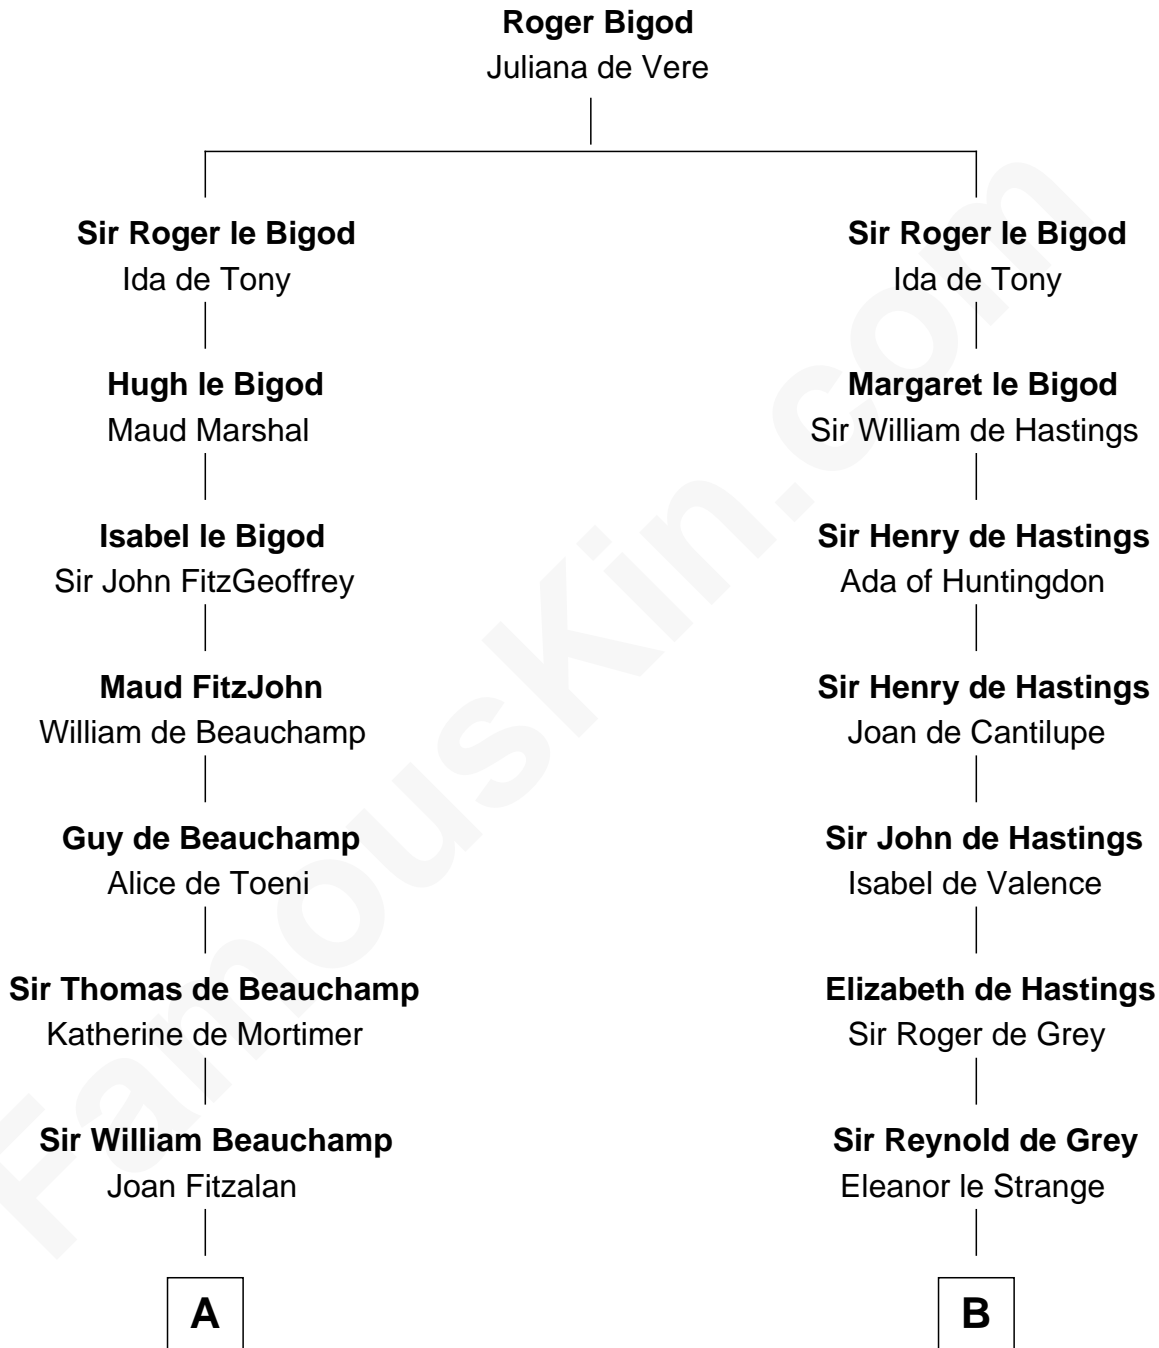 Roger Bigod
Juliana de Vere
Sir Roger le Bigod
Ida de Tony
Hugh le Bigod
Maud Marshal
Isabel le Bigod
Sir John FitzGeoffrey
Maud FitzJohn
William de Beauchamp
Guy de Beauchamp
Alice de Toeni
Sir Thomas de Beauchamp
Katherine de Mortimer
Sir William Beauchamp
Joan Fitzalan
A
Sir Roger le Bigod
Ida de Tony
Margaret le Bigod
Sir William de Hastings
Sir Henry de Hastings
Ada of Huntingdon
Sir Henry de Hastings
Joan de Cantilupe
Sir John de Hastings
Isabel de Valence
Elizabeth de Hastings
Sir Roger de Grey
Sir Reynold de Grey
Eleanor le Strange
B
FamousKin.com